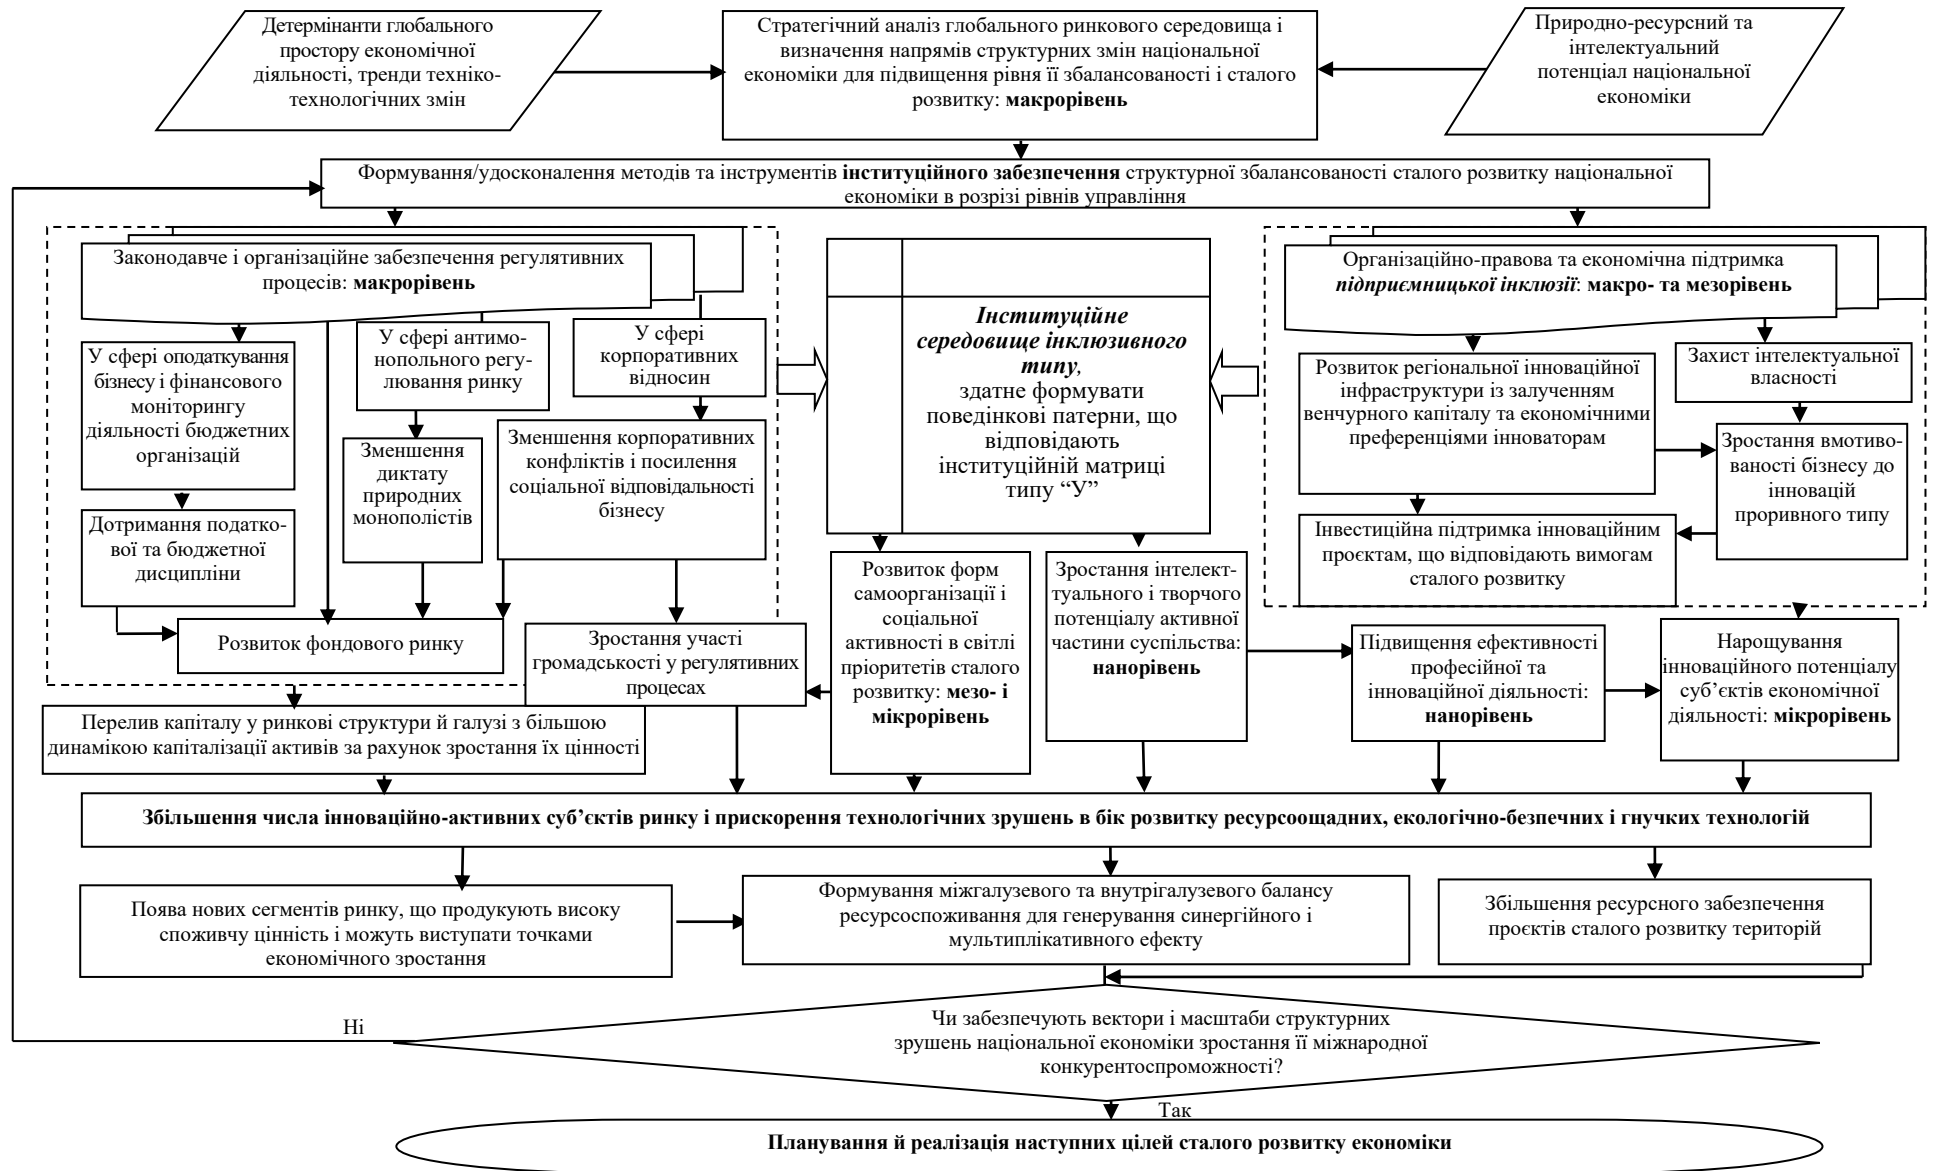 Детермінанти глобального
простору економічної
діяльності, тренди техніко-
технологічних змін
Стратегічний аналіз глобального ринкового середовища і
визначення напрямів структурних змін національної
економіки для підвищення рівня її збалансованості і сталого
розвитку: макрорівень
Природно-ресурсний та
інтелектуальний
потенціал національної
економіки
Формування/удосконалення методів та інструментів інституційного забезпечення структурної збалансованості сталого розвитку національної
економіки в розрізі рівнів управління
Законодавче і організаційне забезпечення регулятивних
процесів: макрорівень
У сфері оподаткування
бізнесу і фінансового
моніторингу
діяльності бюджетних
організацій
У сфері антимо-
нопольного регу-
лювання ринку
У сфері
корпоративних
відносин
Дотримання податко-
вої та бюджетної
дисципліни
Зменшення
диктату
природних
монополістів
Зменшення корпоративних
конфліктів і посилення
соціальної відповідальності
бізнесу
Розвиток фондового ринку
Зростання участі
громадськості у регулятивних
процесах
Перелив капіталу у ринкові структури й галузі з більшою
динамікою капіталізації активів за рахунок зростання їх цінності
Інституційне
середовище інклюзивного
типу,
здатне формувати
поведінкові патерни, що
відповідають
інституційній матриці
типу “У”
Розвиток форм
самоорганізації і
соціальної
активності в світлі
пріоритетів сталого
розвитку: мезо- і
мікрорівень
Зростання інтелект-
туального і творчого
потенціалу активної
частини суспільства:
нанорівень
Організаційно-правова та економічна підтримка
підприємницької інклюзії: макро- та мезорівень
Розвиток регіональної інноваційної
інфраструктури із залученням
венчурного капіталу та економічними
преференціями інноваторам
Захист інтелектуальної
власності
Зростання вмотиво-
ваності бізнесу до
інновацій
проривного типу
Інвестиційна підтримка інноваційним
проєктам, що відповідають вимогам
сталого розвитку
Підвищення ефективності
професійної та
інноваційної діяльності:
нанорівень
Нарощування
інноваційного потенціалу
суб’єктів економічної
діяльності: мікрорівень
Збільшення числа інноваційно-активних суб’єктів ринку і прискорення технологічних зрушень в бік розвитку ресурсоощадних, екологічно-безпечних і гнучких технологій
Поява нових сегментів ринку, що продукують високу
споживчу цінність і можуть виступати точками
економічного зростання
Формування міжгалузевого та внутрігалузевого балансу
ресурсоспоживання для генерування синергійного і
мультиплікативного ефекту
Збільшення ресурсного забезпечення
проєктів сталого розвитку територій
Ні
Чи забезпечують вектори і масштаби структурних
зрушень національної економіки зростання її міжнародної
конкурентоспроможності?
Так
Планування й реалізація наступних цілей сталого розвитку економіки